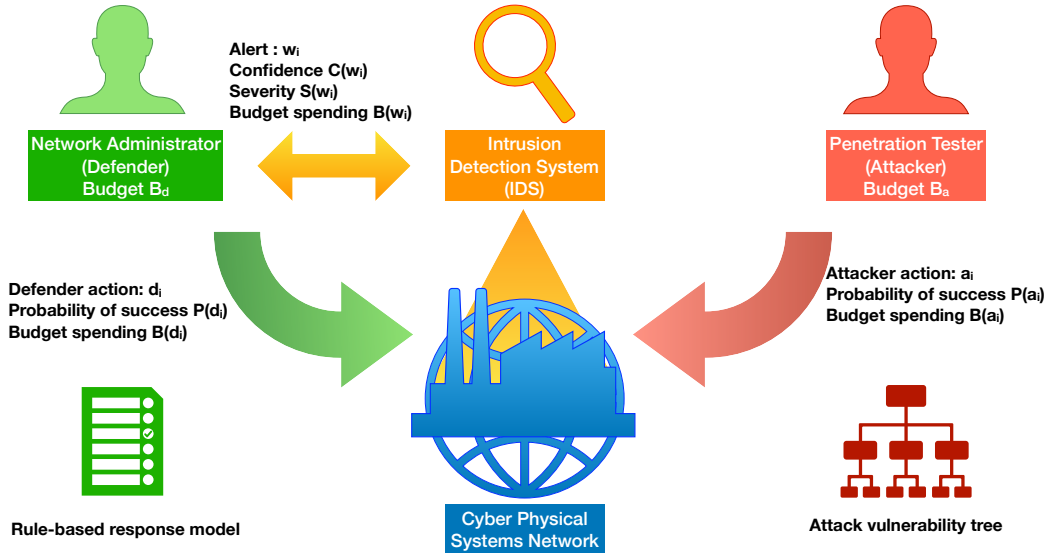 Alert : wᵢ
Confidence C(wᵢ)
Severity S(wᵢ)
Budget spending B(wᵢ)
Network Administrator
(Defender)
Budget B_d
Intrusion
Detection System
(IDS)
Penetration Tester
(Attacker)
Budget Bₐ
Defender action: dᵢ
Probability of success P(dᵢ)
Budget spending B(dᵢ)
Attacker action: aᵢ
Probability of success P(aᵢ)
Budget spending B(aᵢ)
Rule-based response model
Cyber Physical
Systems Network
Attack vulnerability tree